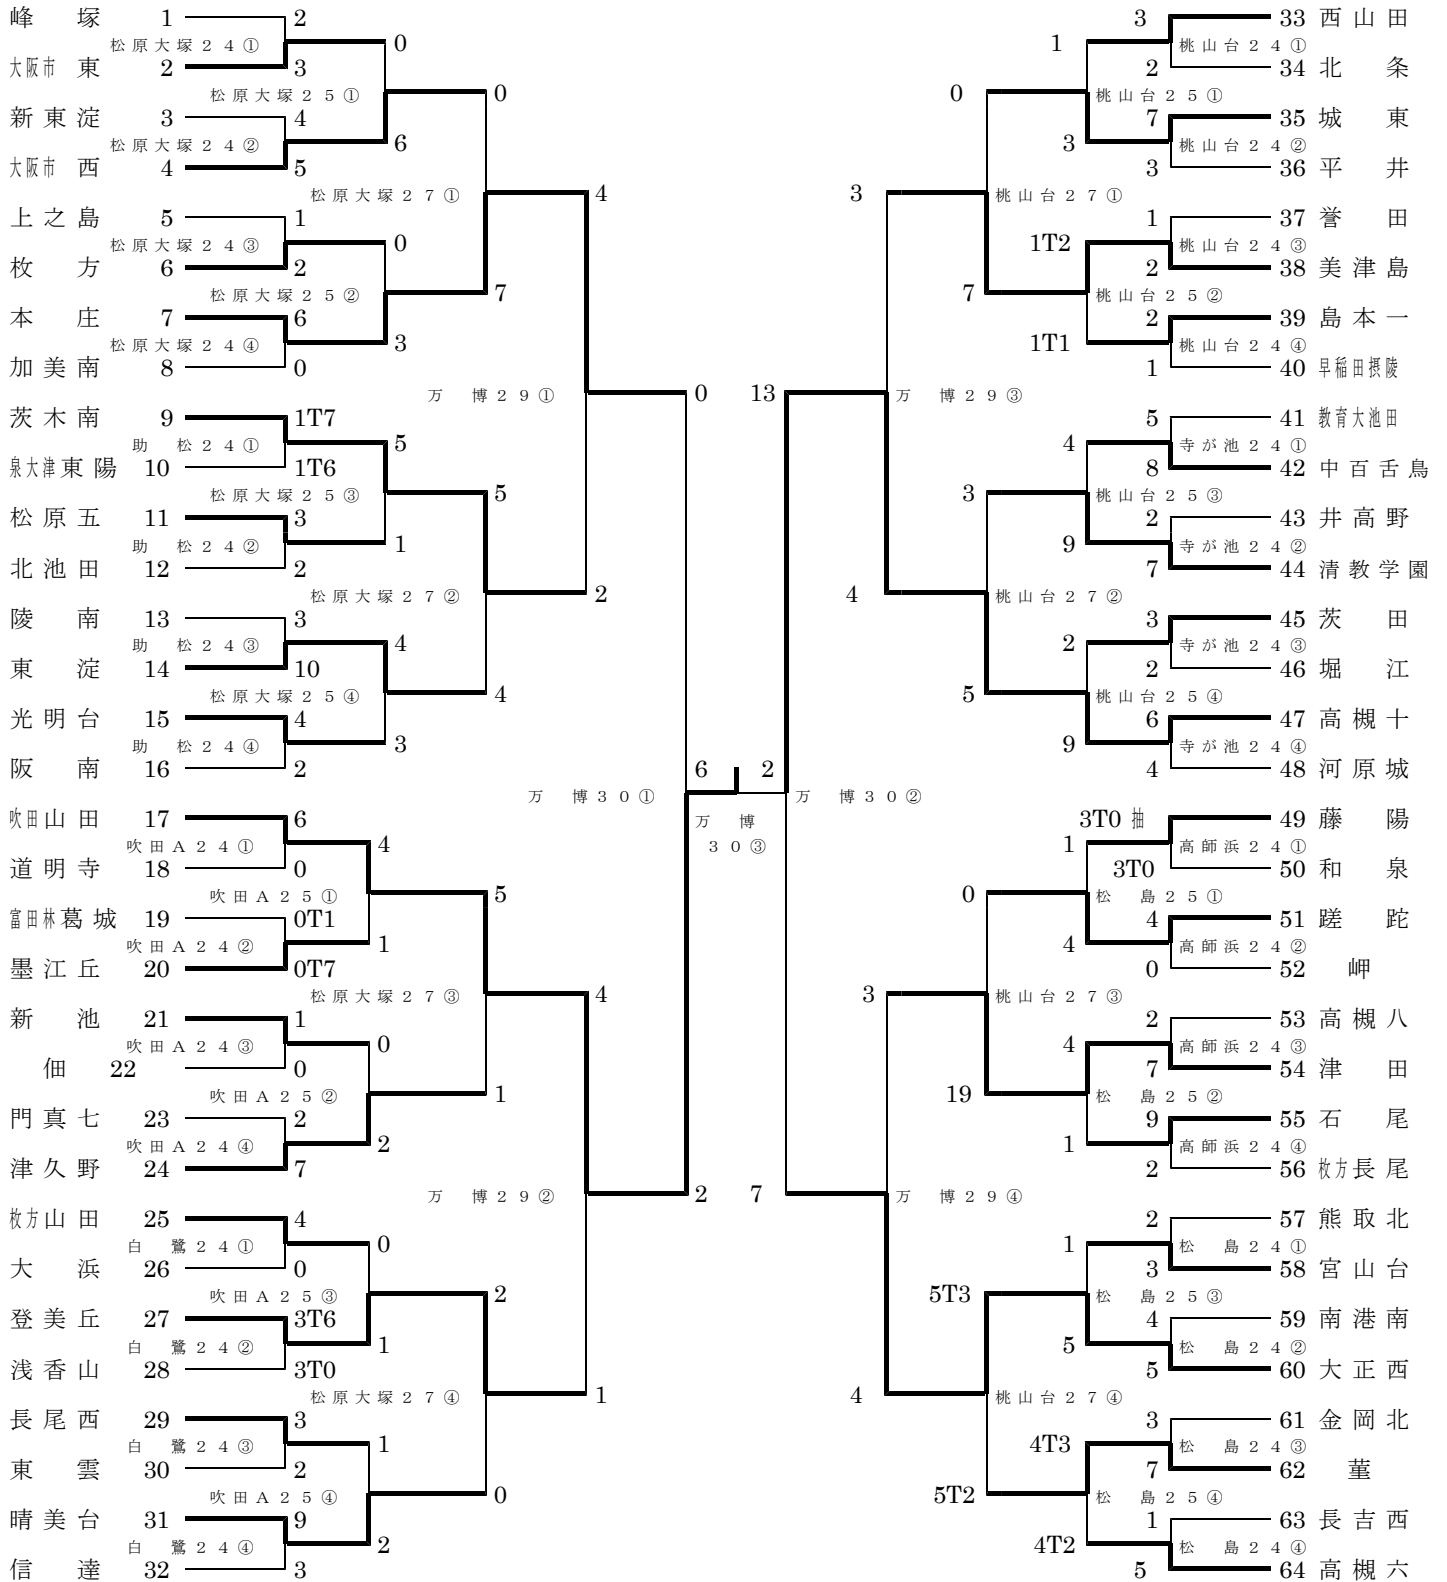 峰塚 1 2
松原大塚24① 0
大阪市東 2 3
松原大塚25① 0
新東淀 3 4
松原大塚24② 6
大阪市西 4 5
松原大塚27① 4
上之島 5 1
松原大塚24③ 0
枚方 6 2
松原大塚25② 7
本庄 7 6
松原大塚24④ 3
加美南 8 0
万博29① 0
茨木南 9 1T7
助松24① 5
泉大津東陽 10 1T6
松原大塚25③ 5
松原五 11 3
助松24② 1
北池田 12 2
松原大塚27② 2
陵南 13 3
助松24③ 4
東淀 14 10
松原大塚25④ 4
光明台 15 4
助松24④ 3
阪南 16 2
万博30① 6
吹田山田 17 6
吹田A24① 4
道明寺 18 0
吹田A25① 5
富田林葛城 19 0T1
吹田A24② 1
墨江丘 20 0T7
松原大塚27③ 4
新池 21 1
吹田A24③ 0
佃 22 0
吹田A25② 1
門真七 23 2
吹田A24④ 2
津久野 24 7
万博29② 2
枚方山田 25 4
白鷺24① 0
大浜 26 0
吹田A25③ 2
登美丘 27 3T6
白鷺24② 1
浅香山 28 3T0
松原大塚27④ 1
長尾西 29 3
白鷺24③ 1
東雲 30 2
吹田A25④ 0
晴美台 31 9
白鷺24④ 2
信達 32 3
万博
30③
3 33 西山田
1 桃山台24①
2 34 北条
0 桃山台25①
7 35 城東
3 桃山台24②
3 36 平井
3 桃山台27①
1 37 誉田
1T2 桃山台24③
2 38 美津島
7 桃山台25②
2 39 島本一
1T1 桃山台24④
1 40 早稲田摂陵
13 万博29③
5 41 教育大池田
4 寺が池24①
8 42 中百舌鳥
3 桃山台25③
2 43 井高野
9 寺が池24②
7 44 清教学園
4 桃山台27②
3 45 茨田
2 寺が池24③
2 46 堀江
5 桃山台25④
6 47 高槻十
9 寺が池24④
4 48 河原城
2 万博30②
3T0 抽 49 藤陽
1 高師浜24①
3T0 50 和泉
0 松島25①
4 51 蹉跎
4 高師浜24②
0 52 岬
3 桃山台27③
2 53 高槻八
4 高師浜24③
7 54 津田
19 松島25②
9 55 石尾
1 高師浜24④
2 56 枚方長尾
7 万博29④
2 57 熊取北
1 松島24①
3 58 宮山台
5T3 松島25③
4 59 南港南
5 松島24②
5 60 大正西
4 桃山台27④
3 61 金岡北
4T3 松島24③
7 62 菫
5T2 松島25④
1 63 長吉西
4T2 松島24④
5 64 高槻六